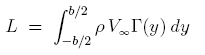 L = ∫_{-b/2}^{b/2} ρ V_∞ Γ(y) dy